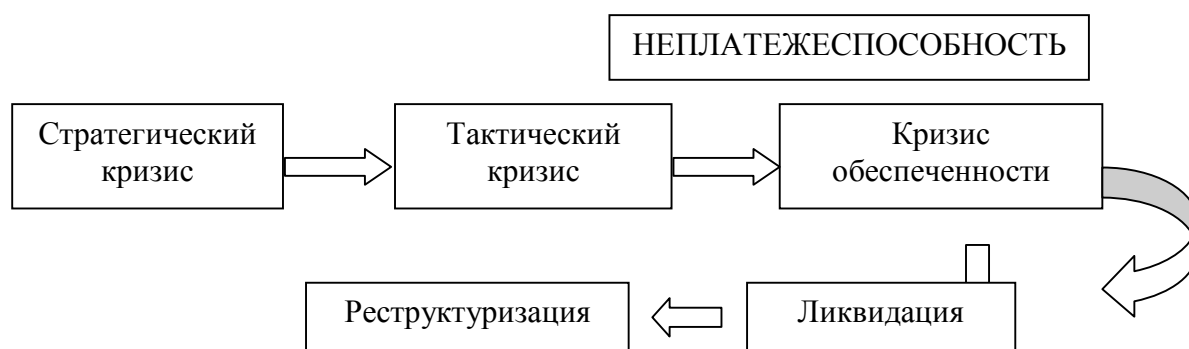 НЕПЛАТЕЖЕСПОСОБНОСТЬ
Стратегический
кризис
Тактический
кризис
Кризис
обеспеченности
Реструктуризация
Ликвидация